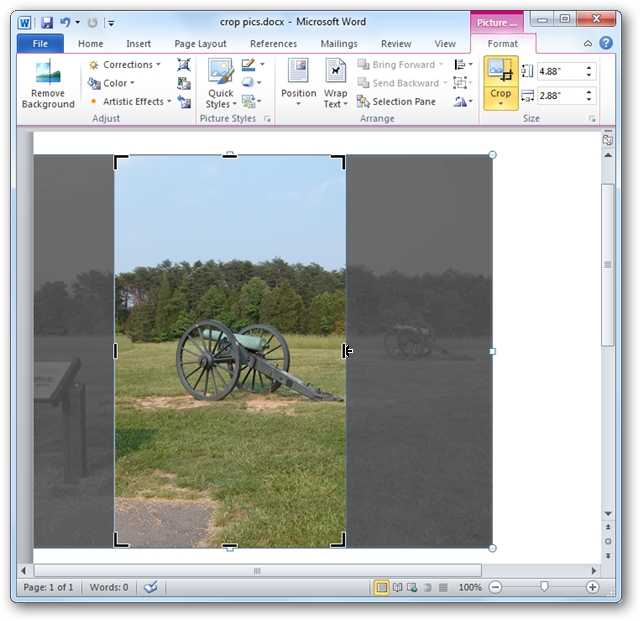 crop pics.docx - Microsoft Word
Picture ...
File Home Insert Page Layout References Mailings Review View Format
Remove Background
Corrections
Color
Artistic Effects
Adjust
Quick Styles
Picture Styles
Position
Wrap Text
Bring Forward
Send Backward
Selection Pane
Arrange
Crop
4.88"
2.88"
Size
Page: 1 of 1 Words: 0 100%